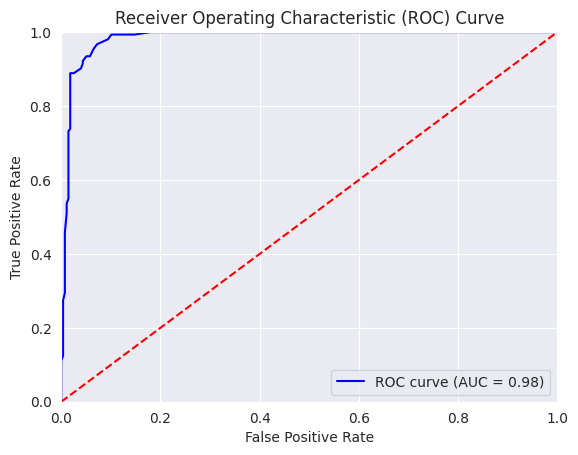 Receiver Operating Characteristic (ROC) Curve
1.0
0.8
0.6
0.4
0.2
0.0
True Positive Rate
ROC curve (AUC = 0.98)
0.0 0.2 0.4 0.6 0.8 1.0
False Positive Rate